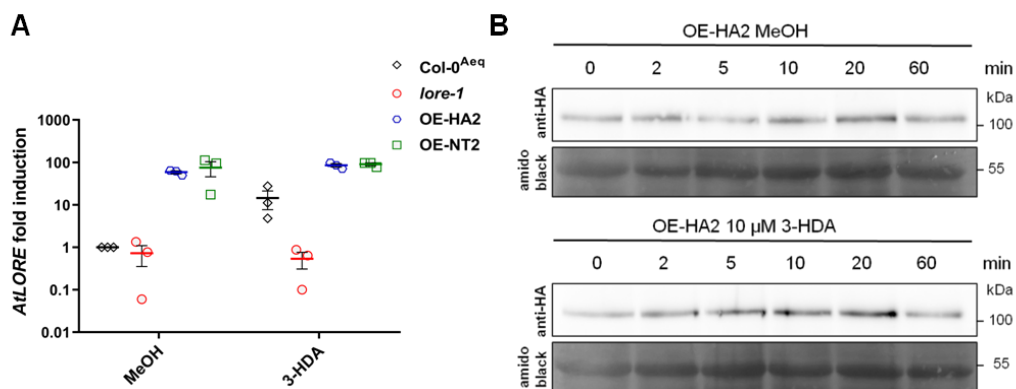 A
Col-0ᴬᵉᑫ
lore-1
OE-HA2
OE-NT2
AtLORE fold induction
1000
100
10
1
0.1
0.01
MeOH
3-HDA
B
OE-HA2 MeOH
0 2 5 10 20 60 min
anti-HA
kDa
100
amido
black
55
OE-HA2 10 µM 3-HDA
0 2 5 10 20 60 min
anti-HA
kDa
100
amido
black
55